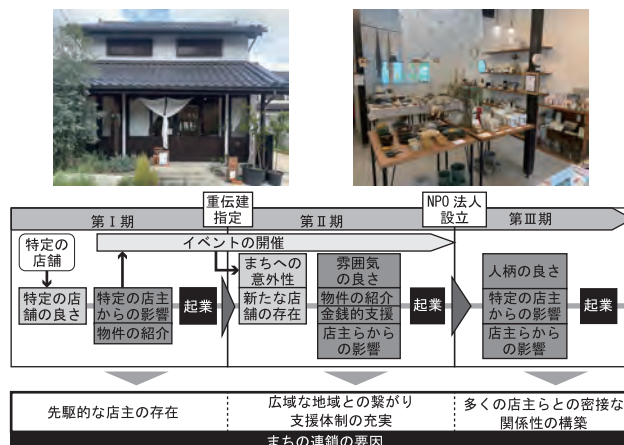 重伝建
指定
NPO 法人
設立
第Ⅰ期
第Ⅱ期
第Ⅲ期
イベントの開催
特定の
店舗
特定の店
舗の良さ
特定の店主
からの影響
物件の紹介
起業
まちへの
意外性
新たな店
舗の存在
雰囲気
の良さ
物件の紹介
金銭的支援
店主らから
の影響
起業
人柄の良さ
特定の店主
からの影響
店主らから
の影響
起業
先駆的な店主の存在
広域な地域との繋がり
支援体制の充実
多くの店主らとの密接な
関係性の構築
まちの連鎖の要因